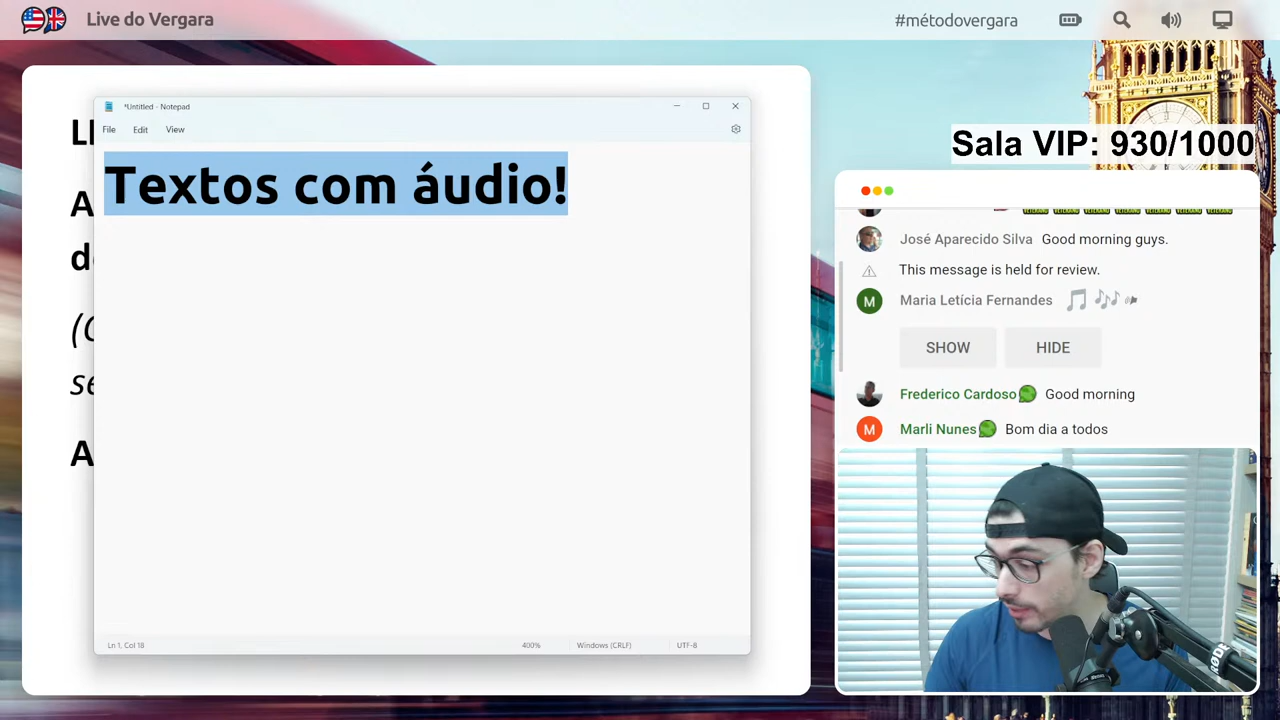 Live do Vergara
#métodovergara
Sala VIP: 930/1000
*Untitled - Notepad
File Edit View
Textos com áudio!
Ln 1, Col 18
400%
Windows (CRLF)
UTF-8
José Aparecido Silva Good morning guys.
This message is held for review.
M Maria Letícia Fernandes
SHOW HIDE
Frederico Cardoso Good morning
M Marli Nunes Bom dia a todos
RØDE